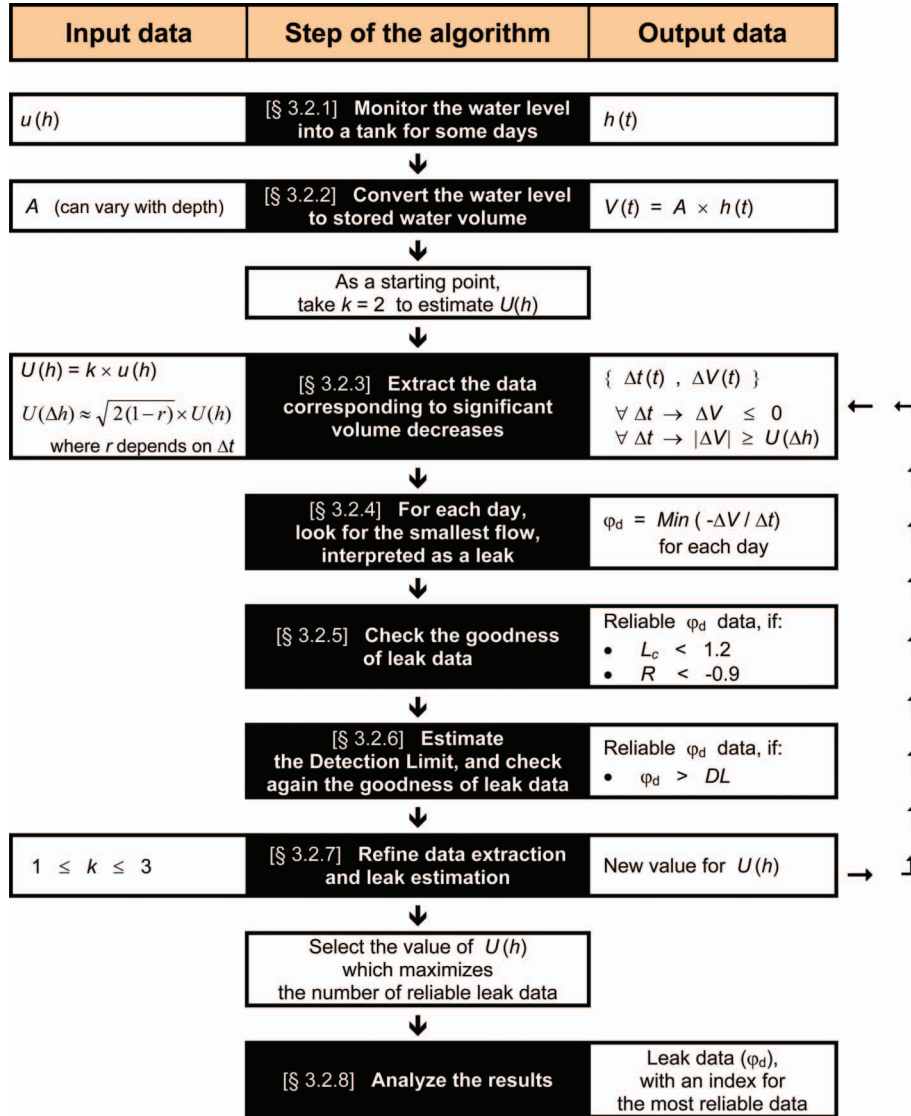 Input data
Step of the algorithm
Output data
u(h)
[§ 3.2.1] Monitor the water level
into a tank for some days
h(t)
A (can vary with depth)
[§ 3.2.2] Convert the water level
to stored water volume
V(t) = A × h(t)
As a starting point,
take k = 2 to estimate U(h)
U(h) = k × u(h)
U(Δh) ≈ √2(1−r) × U(h)
where r depends on Δt
[§ 3.2.3] Extract the data
corresponding to significant
volume decreases
{ Δt(t) , ΔV(t) }
∀ Δt → ΔV ≤ 0
∀ Δt → |ΔV| ≥ U(Δh)
[§ 3.2.4] For each day,
look for the smallest flow,
interpreted as a leak
φd = Min (-ΔV / Δt)
for each day
[§ 3.2.5] Check the goodness
of leak data
Reliable φd data, if:
• Lc < 1.2
• R < -0.9
[§ 3.2.6] Estimate
the Detection Limit, and check
again the goodness of leak data
Reliable φd data, if:
• φd > DL
1 ≤ k ≤ 3
[§ 3.2.7] Refine data extraction
and leak estimation
New value for U(h)
Select the value of U(h)
which maximizes
the number of reliable leak data
[§ 3.2.8] Analyze the results
Leak data (φd),
with an index for
the most reliable data